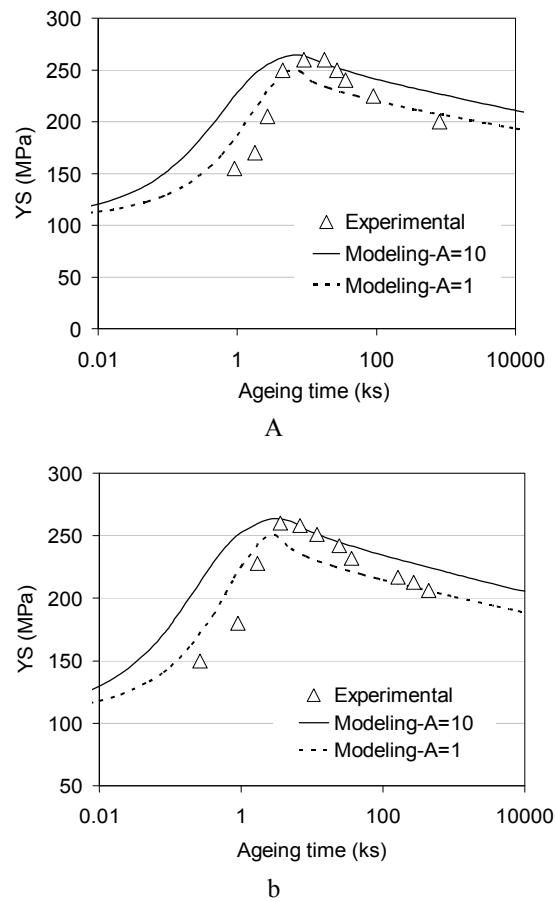 300
250
200
150
100
50
0
YS (MPa)
Experimental
Modeling-A=10
Modeling-A=1
0.01 1 100 10000
Ageing time (ks)
A
300
250
200
150
100
50
YS (MPa)
Experimental
Modeling-A=10
Modeling-A=1
0.01 1 100 10000
Ageing time (ks)
b